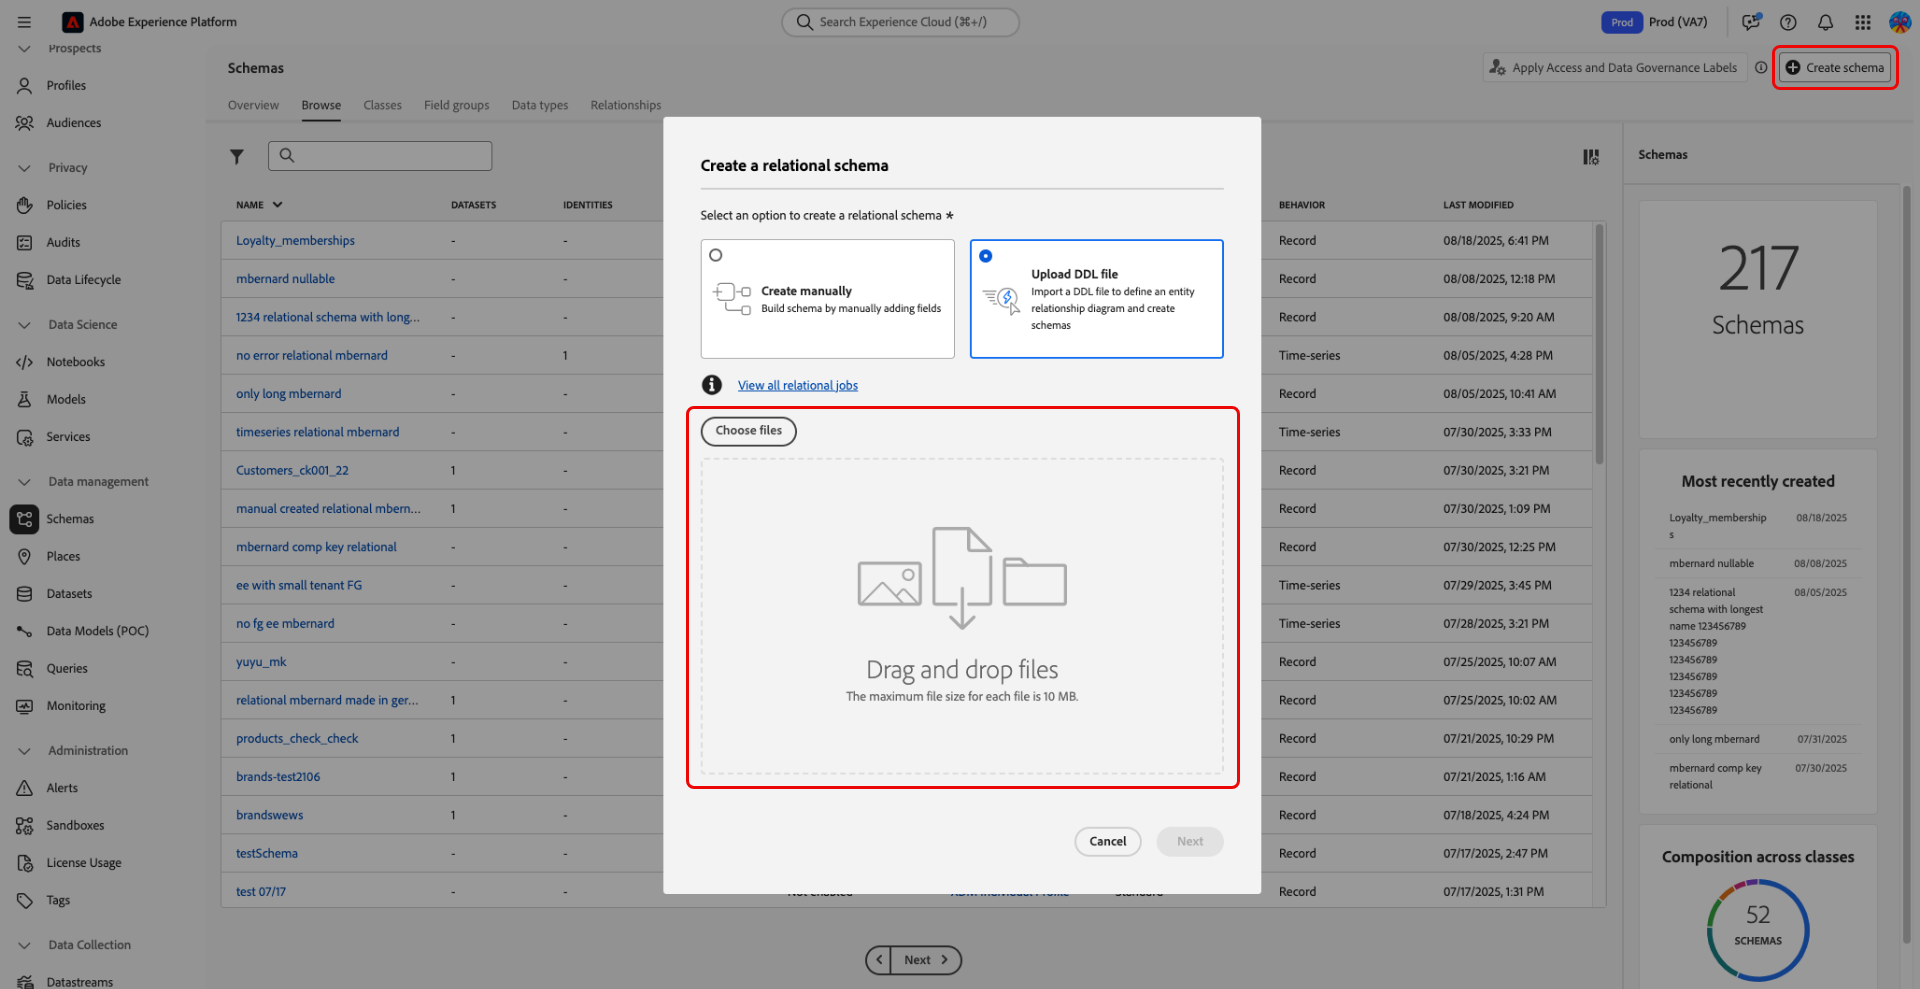 Adobe Experience Platform
Search Experience Cloud (⌘+/)
Prod
Prod (VA7)
Prospects
Profiles
Audiences
Privacy
Policies
Audits
Data Lifecycle
Data Science
Notebooks
Models
Services
Data management
Schemas
Places
Datasets
Data Models (POC)
Queries
Monitoring
Administration
Alerts
Sandboxes
License Usage
Tags
Data Collection
Datastreams
Schemas
Apply Access and Data Governance Labels
Create schema
Overview Browse Classes Field groups Data types Relationships
NAME DATASETS IDENTITIES BEHAVIOR LAST MODIFIED
Loyalty_memberships - - Record 08/18/2025, 6:41 PM
mbernard nullable - - Record 08/08/2025, 12:18 PM
1234 relational schema with long... - - Record 08/08/2025, 9:20 AM
no error relational mbernard - 1 Time-series 08/05/2025, 4:28 PM
only long mbernard - - Record 08/05/2025, 10:41 AM
timeseries relational mbernard - - Time-series 07/30/2025, 3:33 PM
Customers_ck001_22 1 - Record 07/30/2025, 3:21 PM
manual created relational mbern... 1 - Record 07/30/2025, 1:09 PM
mbernard comp key relational - - Record 07/30/2025, 12:25 PM
ee with small tenant FG - - Time-series 07/29/2025, 3:45 PM
no fg ee mbernard - - Time-series 07/28/2025, 3:21 PM
yuyu_mk - - Record 07/25/2025, 10:07 AM
relational mbernard made in ger... 1 - Record 07/25/2025, 10:02 AM
products_check_check 1 - Record 07/21/2025, 10:29 PM
brands-test2106 1 - Record 07/21/2025, 1:16 AM
brandswews 1 - Record 07/18/2025, 4:24 PM
testSchema - - Record 07/17/2025, 2:47 PM
test 07/17 - - Not enabled XDM Individual Profile Standard Record 07/17/2025, 1:31 PM
Next
Create a relational schema
Select an option to create a relational schema *
Create manually
Build schema by manually adding fields
Upload DDL file
Import a DDL file to define an entity
relationship diagram and create
schemas
View all relational jobs
Choose files
Drag and drop files
The maximum file size for each file is 10 MB.
Cancel
Next
Schemas
217
Schemas
Most recently created
Loyalty_membership 08/18/2025
s
mbernard nullable 08/08/2025
1234 relational 08/05/2025
schema with longest
name 123456789
123456789
123456789
123456789
123456789
123456789
only long mbernard 07/31/2025
mbernard comp key 07/30/2025
relational
Composition across classes
52
SCHEMAS